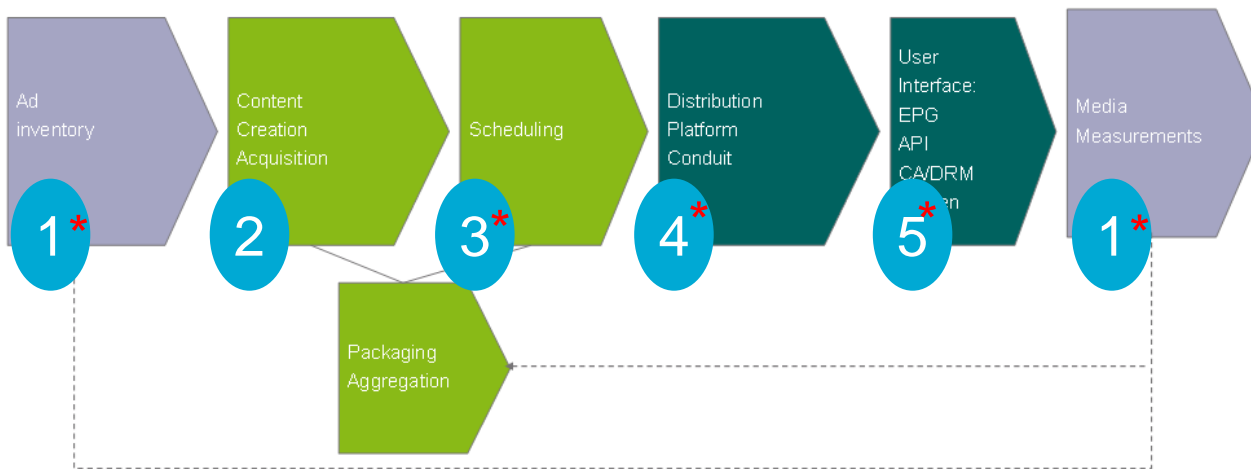 Ad
inventory
1*
Content
Creation
Acquisition
2
Scheduling
3*
Distribution
Platform
Conduit
4*
User
Interface:
EPG
API
CA/DRM
5*
Media
Measurements
1*
Packaging
Aggregation